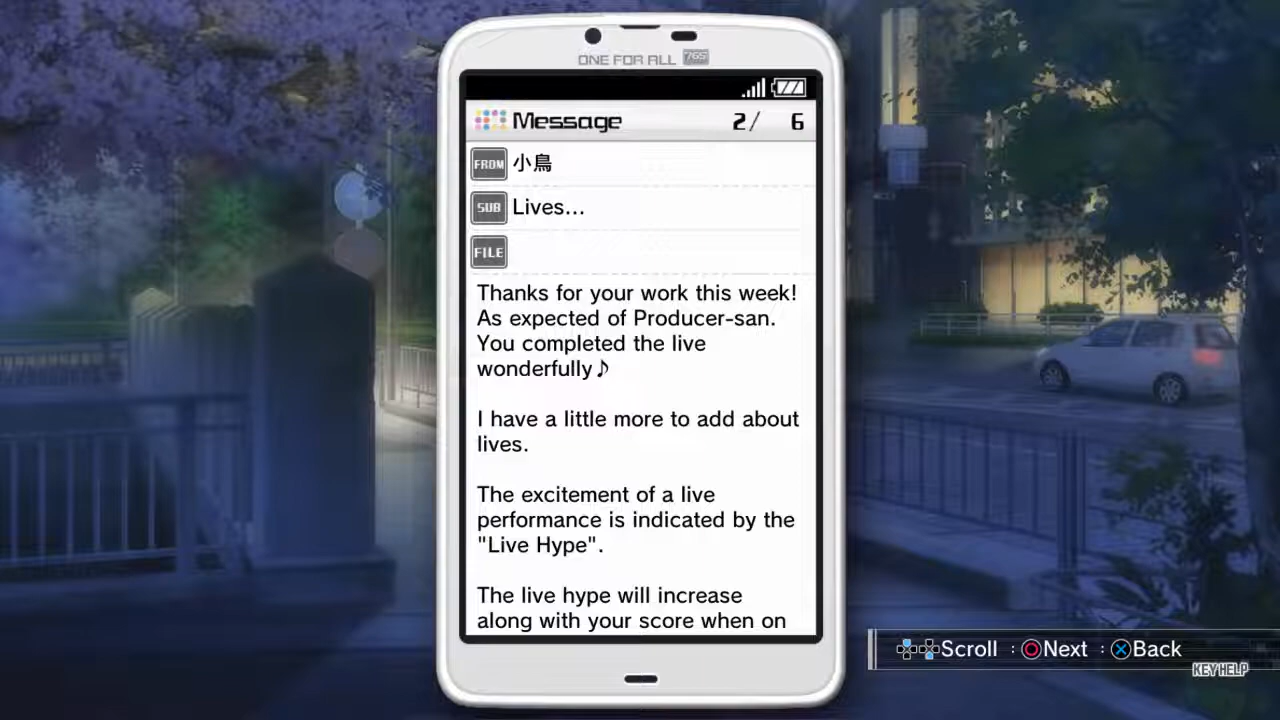 ONE FOR ALL 765
Message 2/ 6
FROM 小鳥
SUB Lives...
FILE
Thanks for your work this week!
As expected of Producer-san.
You completed the live
wonderfully♪
I have a little more to add about
lives.
The excitement of a live
performance is indicated by the
"Live Hype".
The live hype will increase
along with your score when on
Scroll : Next : Back
KEY HELP